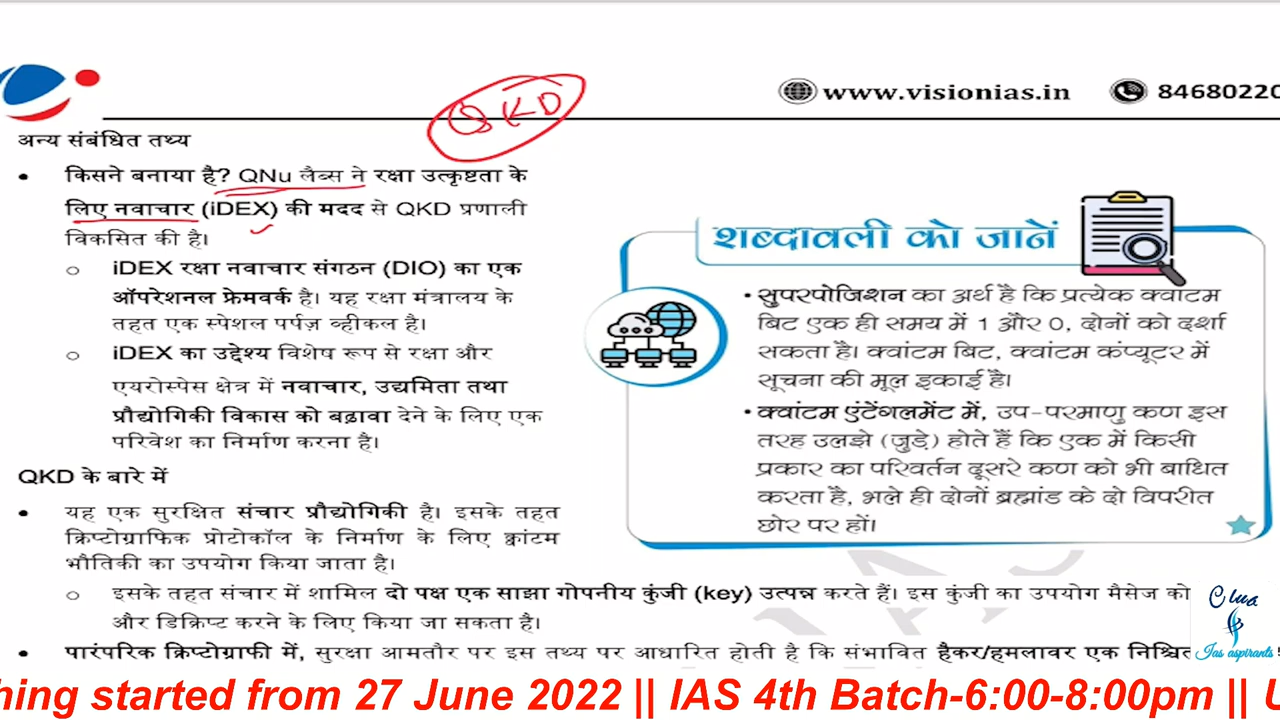 QKD
www.visionias.in
84680220
अन्य संबंधित तथ्य
• किसने बनाया है? QNu लैब्स ने रक्षा उत्कृष्टता के
लिए नवाचार (iDEX) की मदद से QKD प्रणाली
विकसित की है।
o iDEX रक्षा नवाचार संगठन (DIO) का एक
ऑपरेशनल फ्रेमवर्क है। यह रक्षा मंत्रालय के
तहत एक स्पेशल पर्पज़ व्हीकल है।
o iDEX का उद्देश्य विशेष रूप से रक्षा और
एयरोस्पेस क्षेत्र में नवाचार, उद्यमिता तथा
प्रौद्योगिकी विकास को बढ़ावा देने के लिए एक
परिवेश का निर्माण करना है।
शब्दावली को जानें
• सुपरपोजिशन का अर्थ है कि प्रत्येक क्वांटम
बिट एक ही समय में 1 और 0, दोनों को दर्शा
सकता है। क्वांटम बिट, क्वांटम कंप्यूटर में
सूचना की मूल इकाई है।
• क्वांटम एंटेंगलमेंट में, उप-परमाणु कण इस
तरह उलझे (जुड़े) होते हैं कि एक में किसी
प्रकार का परिवर्तन दूसरे कण को भी बाधित
करता है, भले ही दोनों ब्रह्मांड के दो विपरीत
छोर पर हों।
QKD के बारे में
• यह एक सुरक्षित संचार प्रौद्योगिकी है। इसके तहत
क्रिप्टोग्राफिक प्रोटोकॉल के निर्माण के लिए क्वांटम
भौतिकी का उपयोग किया जाता है।
o इसके तहत संचार में शामिल दो पक्ष एक साझा गोपनीय कुंजी (key) उत्पन्न करते हैं। इस कुंजी का उपयोग मैसेज को
और डिक्रिप्ट करने के लिए किया जा सकता है।
• पारंपरिक क्रिप्टोग्राफी में, सुरक्षा आमतौर पर इस तथ्य पर आधारित होती है कि संभावित हैकर/हमलावर एक निश्चित
Ias aspirants
hing started from 27 June 2022 || IAS 4th Batch-6:00-8:00pm || U